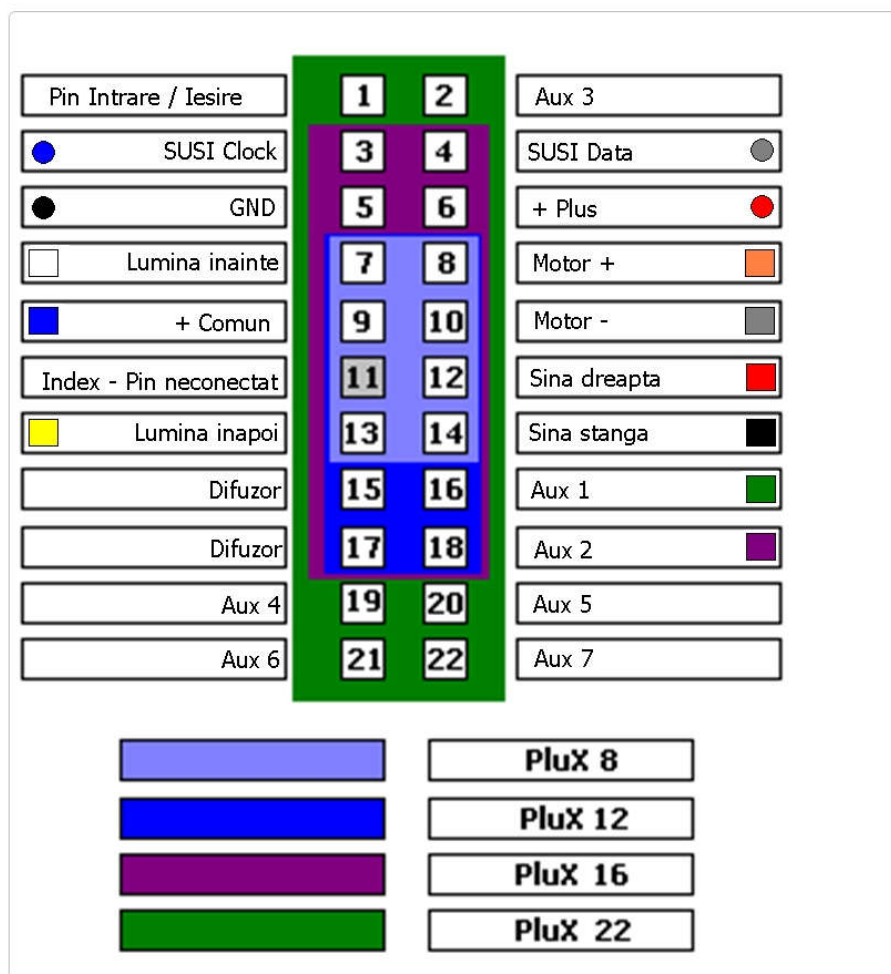 Pin Intrare / Iesire 1 2 Aux 3
SUSI Clock 3 4 SUSI Data
GND 5 6 + Plus
Lumina inainte 7 8 Motor +
+ Comun 9 10 Motor -
Index - Pin neconectat 11 12 Sina dreapta
Lumina inapoi 13 14 Sina stanga
Difuzor 15 16 Aux 1
Difuzor 17 18 Aux 2
Aux 4 19 20 Aux 5
Aux 6 21 22 Aux 7
PluX 8
PluX 12
PluX 16
PluX 22